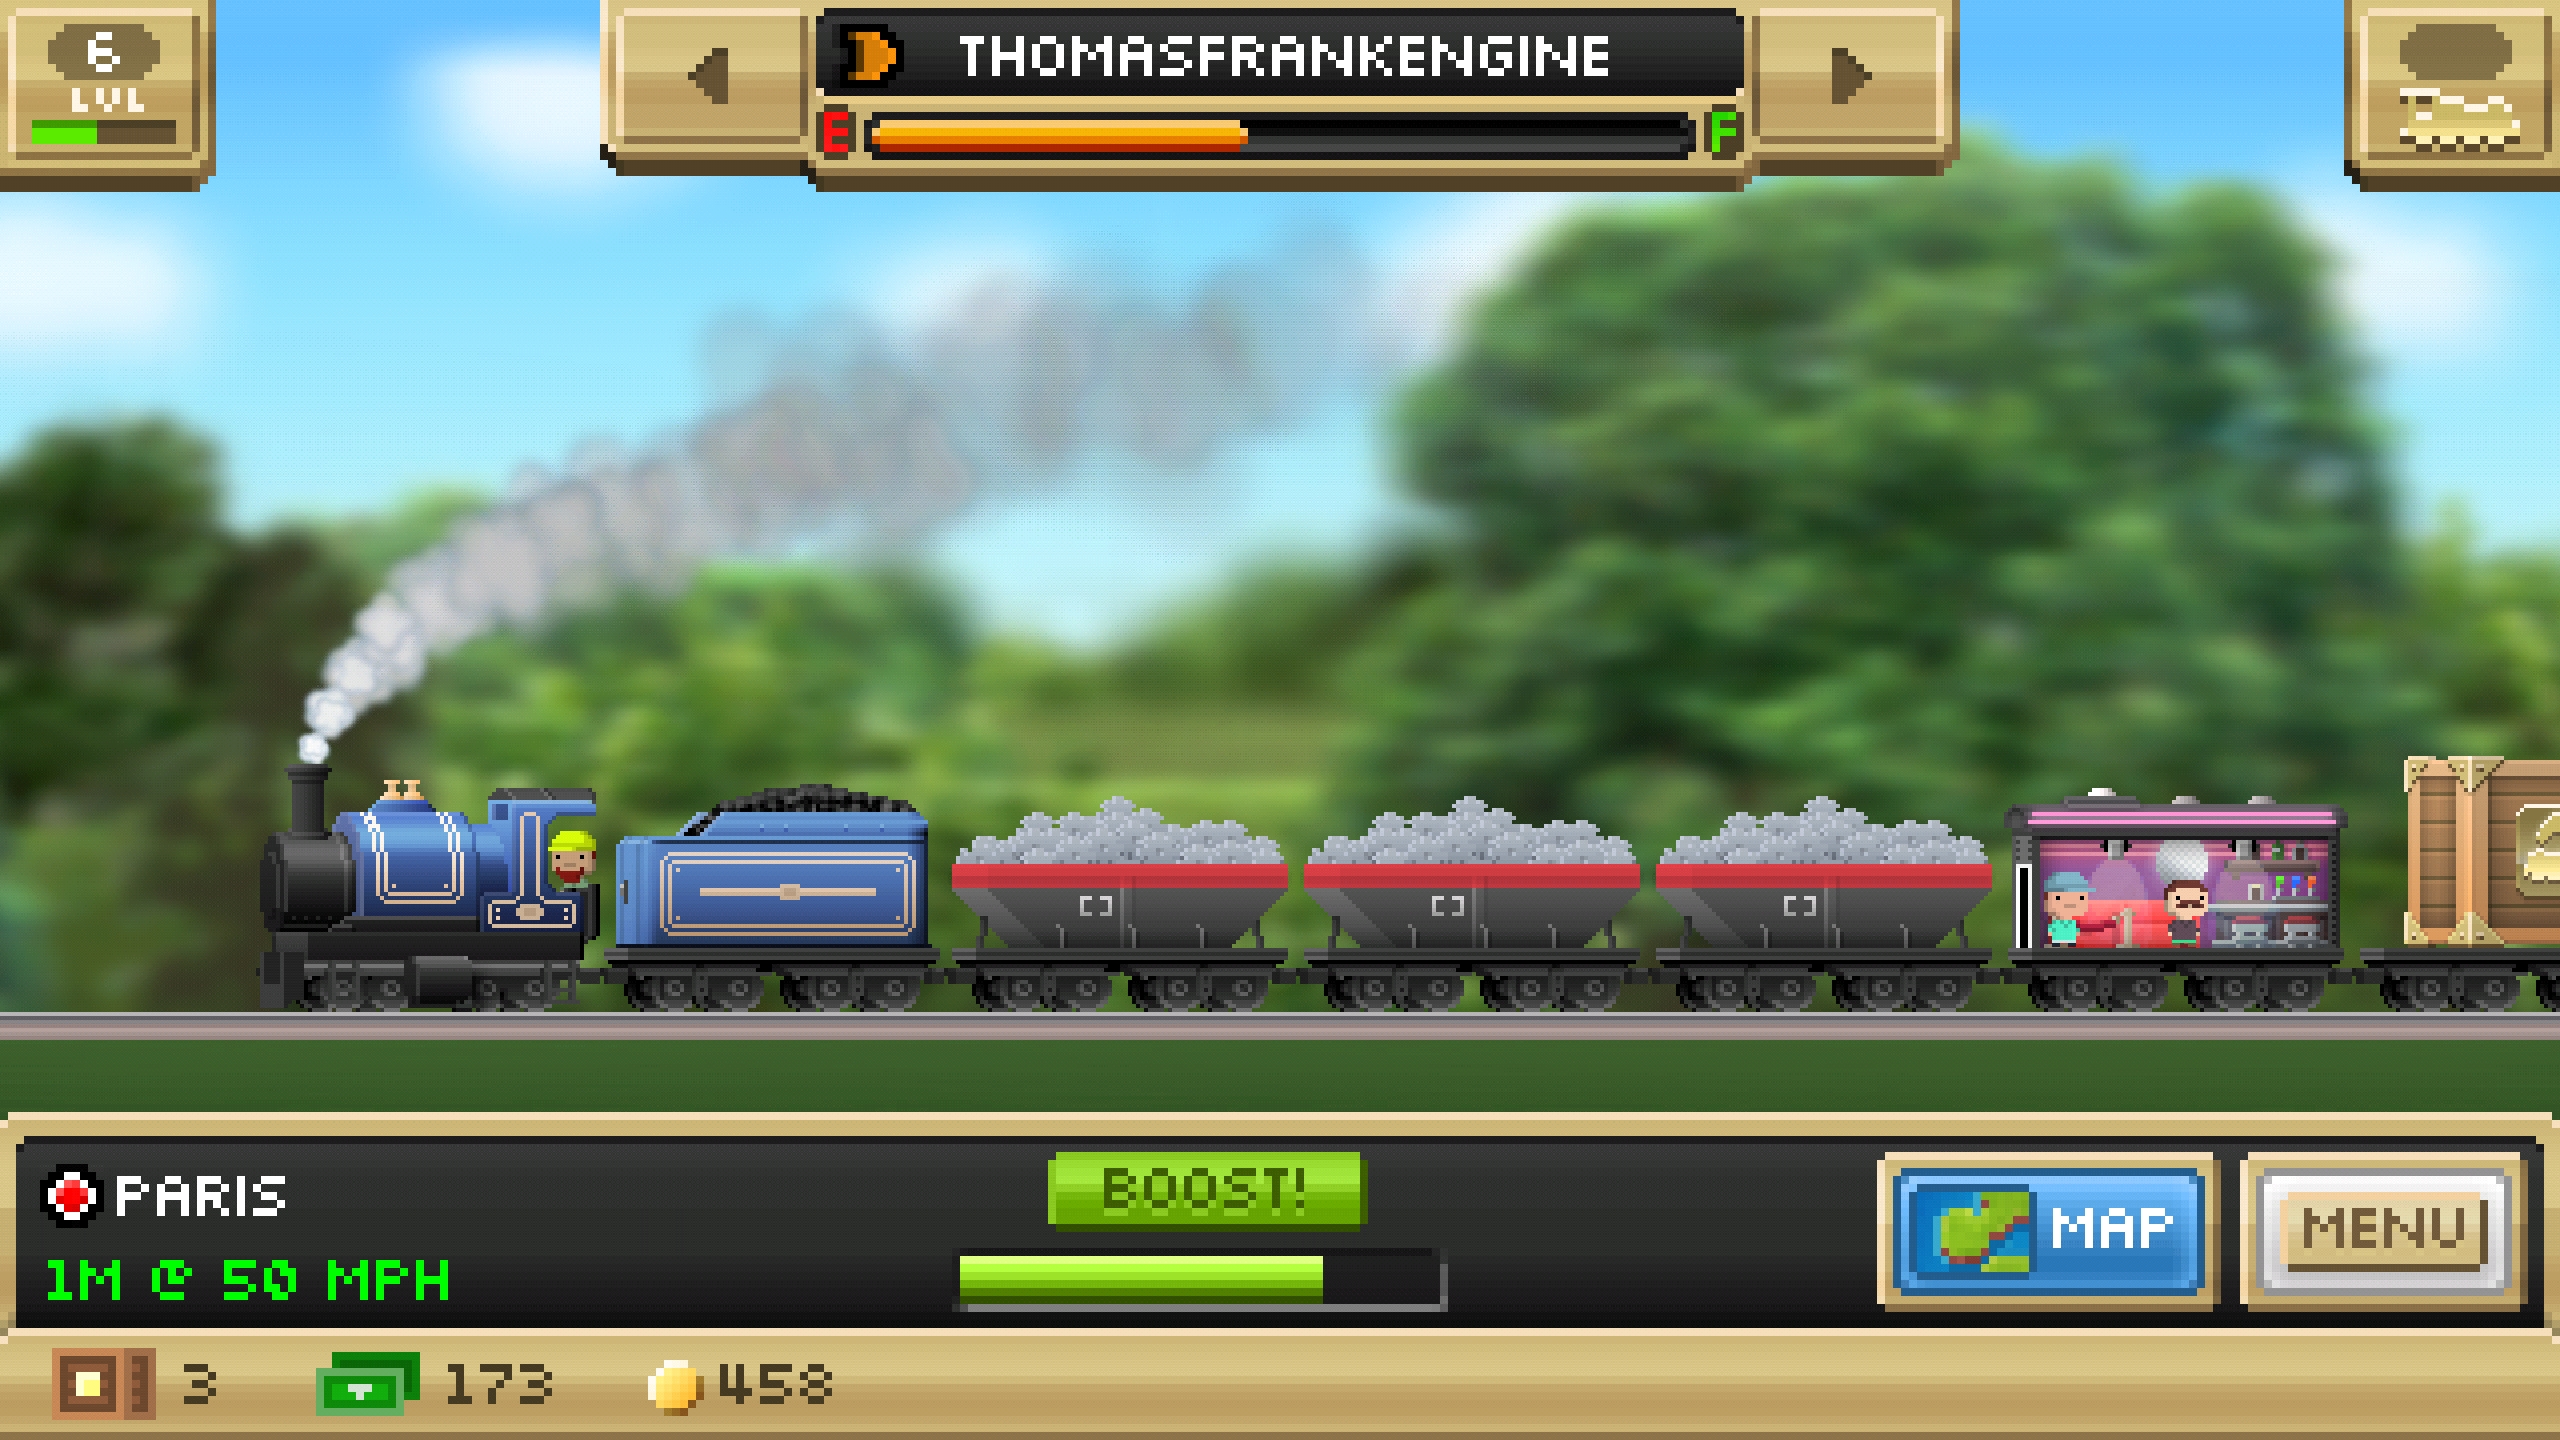 6
LVL
THOMASFRANKENGINE
E F
PARIS
BOOST!
1M @ 50 MPH
MAP
MENU
3 173 458